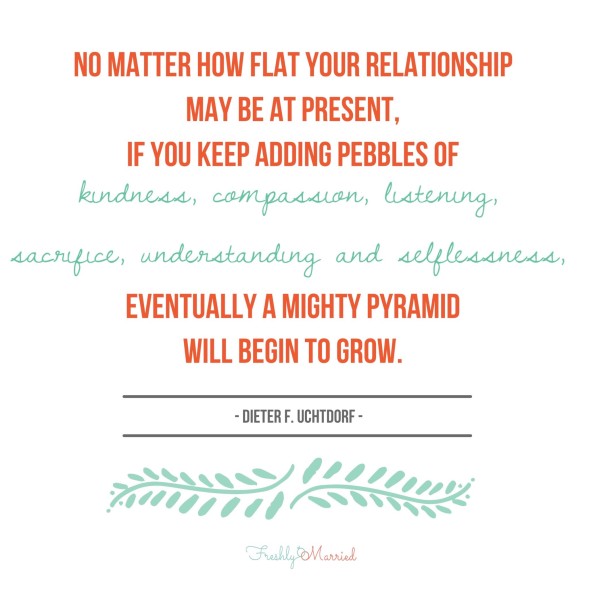 NO MATTER HOW FLAT YOUR RELATIONSHIP
MAY BE AT PRESENT,
IF YOU KEEP ADDING PEBBLES OF
kindness, compassion, listening,
sacrifice, understanding and selflessness,
EVENTUALLY A MIGHTY PYRAMID
WILL BEGIN TO GROW.
- DIETER F. UCHTDORF -
Freshly Married